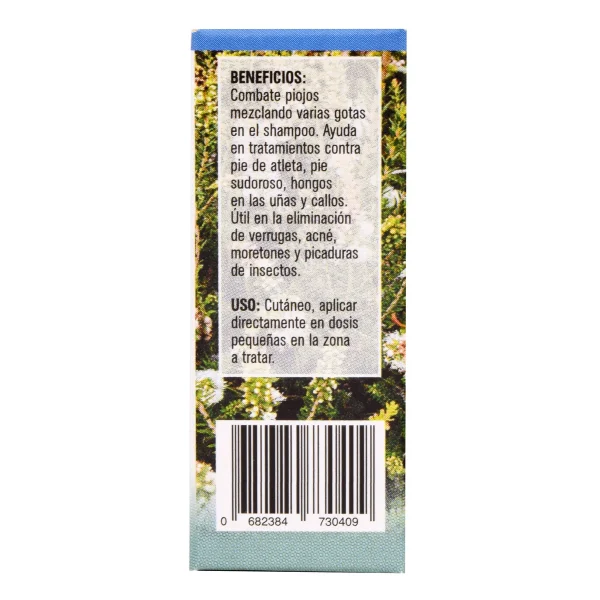 BENEFICIOS:
Combate piojos
mezclando varias gotas
en el shampoo. Ayuda
en tratamientos contra
pie de atleta, pie
sudoroso, hongos
en las uñas y callos.
Útil en la eliminación
de verrugas, acné,
moretones y picaduras
de insectos.
USO: Cutáneo, aplicar
directamente en dosis
pequeñas en la zona
a tratar.
0 682384 730409